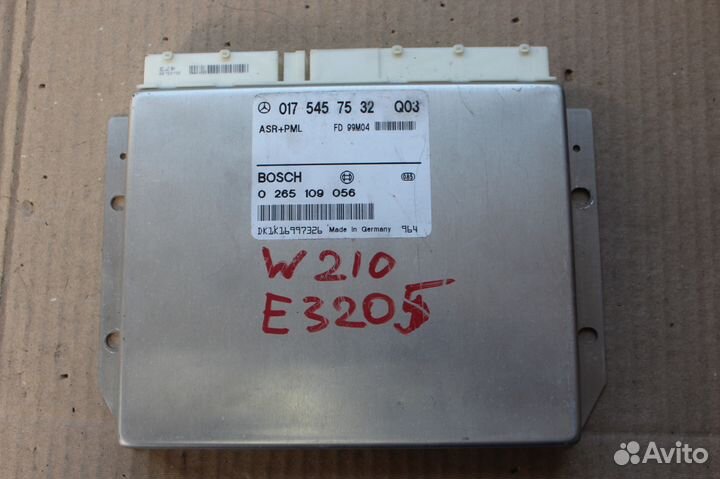 017 545 75 32 Q03
ASR+PML FD 99M04
BOSCH
0 265 109 056
DK1K16997326 Made in Germany 964
W210
E3205
Avito